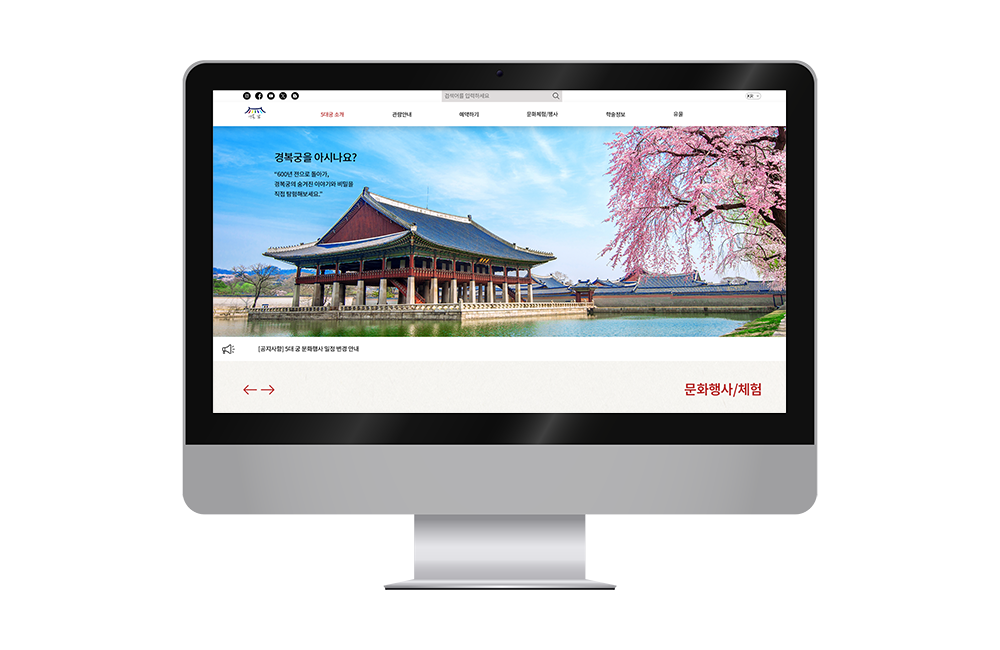 검색어를 입력하세요
KR
5대궁 소개 관람안내 예약하기 문화체험/행사 학술정보 유물
경복궁을 아시나요?
"600년 전으로 돌아가,
경복궁의 숨겨진 이야기와 비밀을
직접 탐험해보세요."
[공지사항] 5대 궁 문화행사 일정 변경 안내
문화행사/체험